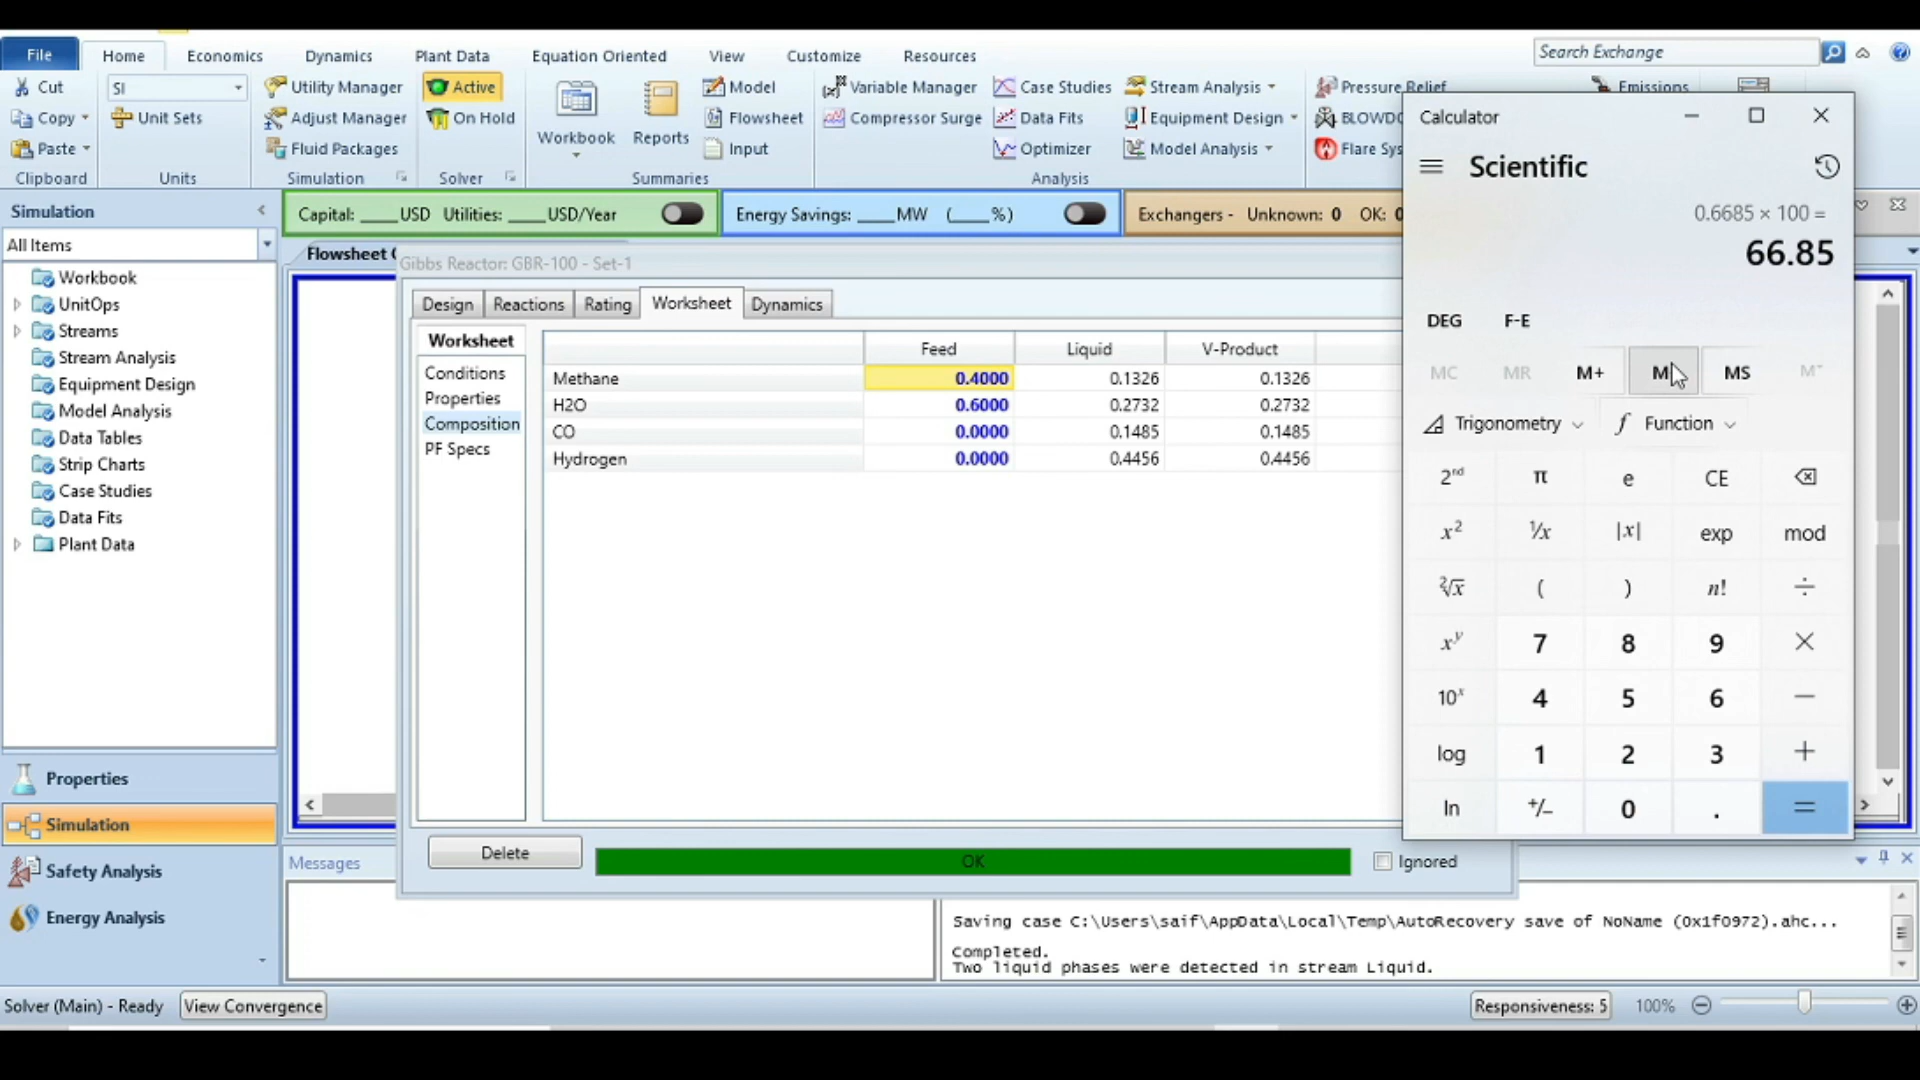 File Home Economics Dynamics Plant Data Equation Oriented View Customize Resources Search Exchange
Cut SI Utility Manager Active Model Variable Manager Case Studies Stream Analysis Pressure Relief Emissions
Copy Unit Sets Adjust Manager On Hold Workbook Reports Flowsheet Compressor Surge Data Fits Equipment Design BLOWDO
Paste Fluid Packages Input Optimizer Model Analysis Flare Sys
Clipboard Units Simulation Solver Summaries Analysis
Capital: ____USD Utilities: ____USD/Year Energy Savings: ____MW (____%) Exchangers - Unknown: 0 OK: 0
Simulation
All Items
Workbook
UnitOps
Streams
Stream Analysis
Equipment Design
Model Analysis
Data Tables
Strip Charts
Case Studies
Data Fits
Plant Data
Properties
Simulation
Safety Analysis
Energy Analysis
Flowsheet
Gibbs Reactor: GBR-100 - Set-1
Design Reactions Rating Worksheet Dynamics
Worksheet
Conditions
Properties
Composition
PF Specs
Feed Liquid V-Product
Methane 0.4000 0.1326 0.1326
H2O 0.6000 0.2732 0.2732
CO 0.0000 0.1485 0.1485
Hydrogen 0.0000 0.4456 0.4456
Delete OK Ignored
Calculator
Scientific
0.6685 × 100 =
66.85
DEG F-E
MC MR M+ M MS M˅
Trigonometry f Function
2nd π e CE
x² ¹/x |x| exp mod
²√x ( ) n! ÷
xʸ 7 8 9 ×
10ˣ 4 5 6 −
log 1 2 3 +
ln +/− 0 . =
Messages
Saving case C:\Users\saif\AppData\Local\Temp\AutoRecovery save of NoName (0x1f0972).ahc...
Completed.
Two liquid phases were detected in stream Liquid.
Solver (Main) - Ready View Convergence Responsiveness: 5 100%